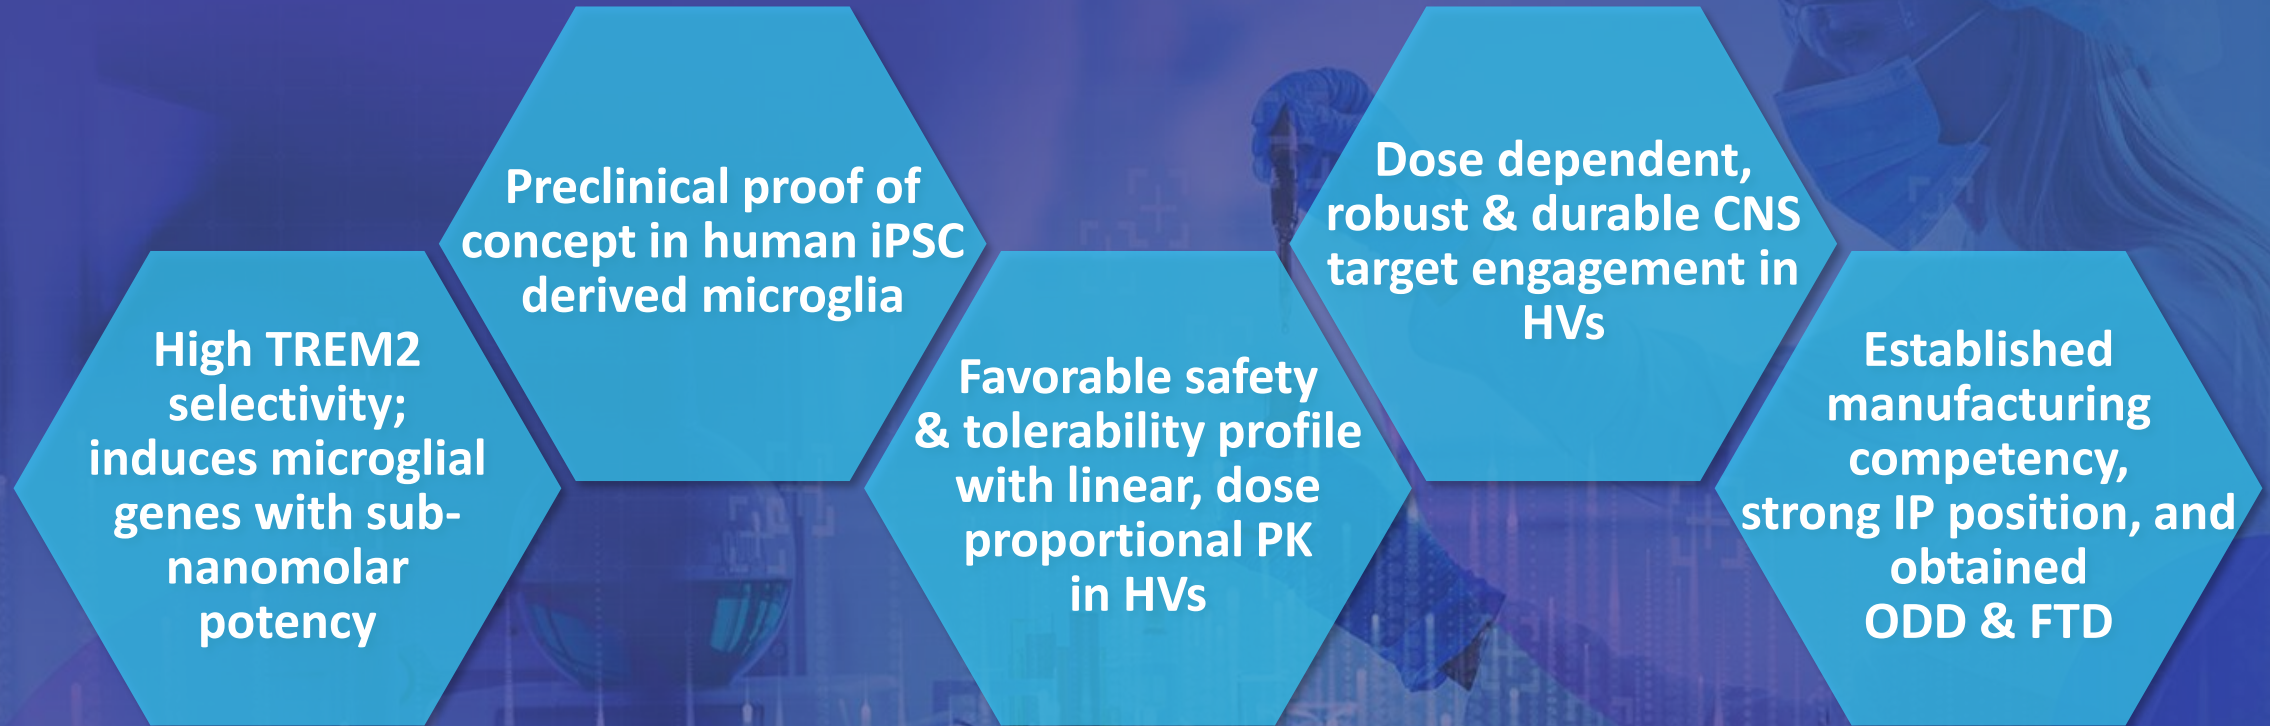 High TREM2
selectivity;
induces microglial
genes with sub-
nanomolar
potency
Preclinical proof of
concept in human iPSC
derived microglia
Favorable safety
& tolerability profile
with linear, dose
proportional PK
in HVs
Dose dependent,
robust & durable CNS
target engagement in
HVs
Established
manufacturing
competency,
strong IP position, and
obtained
ODD & FTD